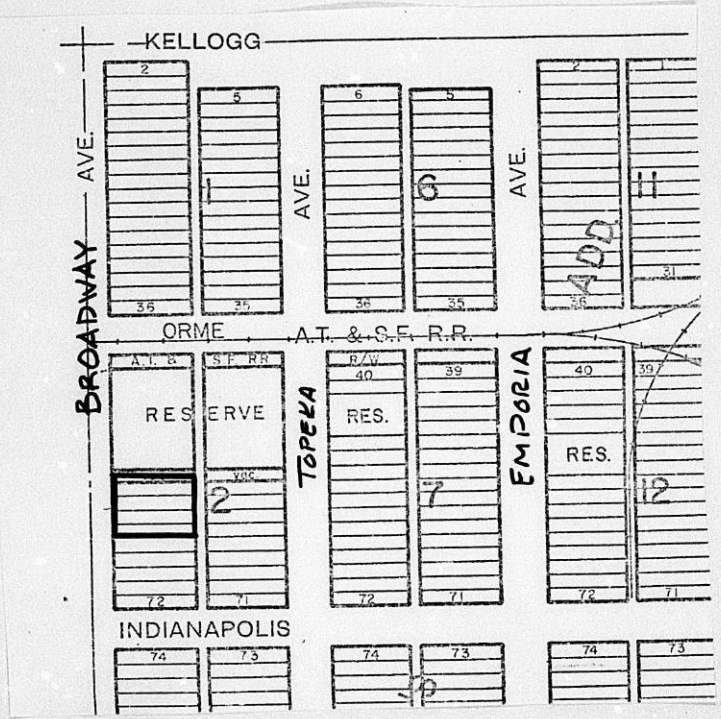 KELLOGG
2
5
6
5
2
1
AVE.
AVE.
AVE.
1
6
11
ADD.
31
36
35
36
35
36
BROADWAY
ORME
A.T. & S.F. R.R.
A.T. &
S.F. RR
R/W
40
39
40
39
RESERVE
RES.
RES.
TOPEKA
EMPORIA
VAC.
2
7
12
72
71
72
71
72
71
INDIANAPOLIS
74
73
74
73
74
73